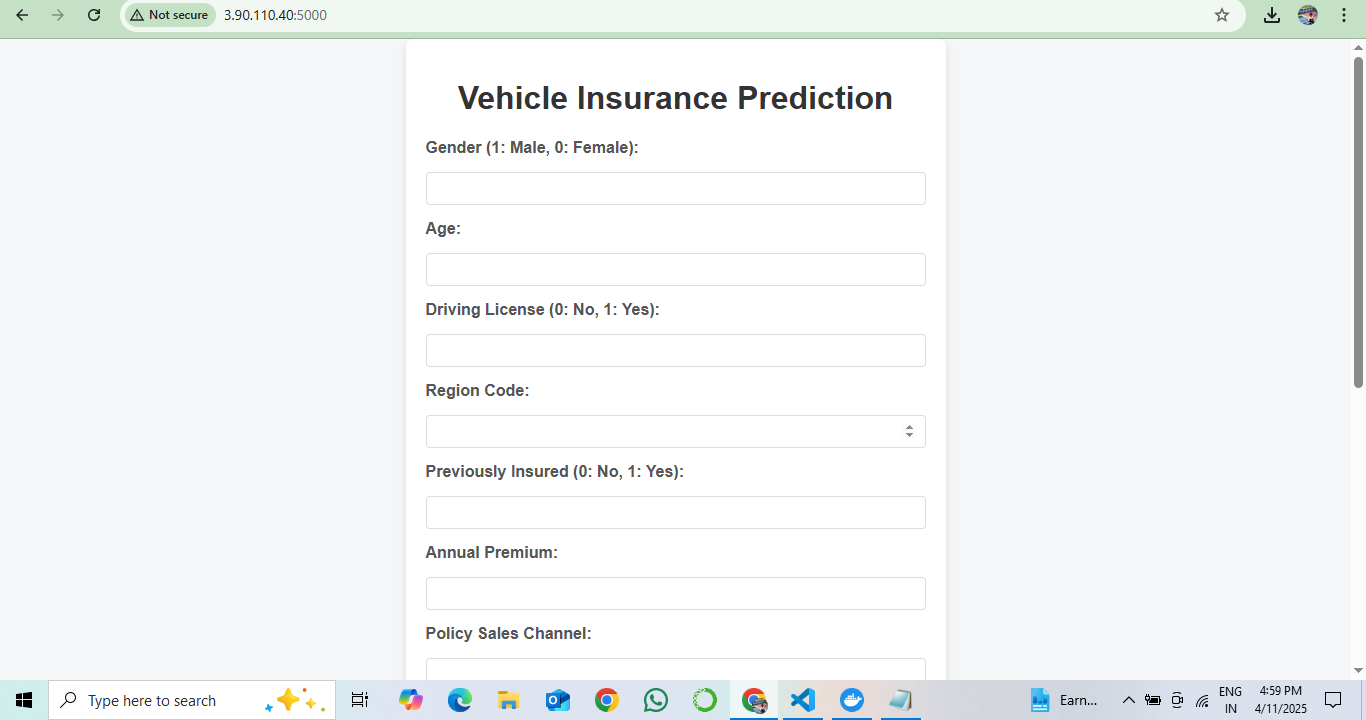 Not secure 3.90.110.40:5000
Vehicle Insurance Prediction
Gender (1: Male, 0: Female):
Age:
Driving License (0: No, 1: Yes):
Region Code:
Previously Insured (0: No, 1: Yes):
Annual Premium:
Policy Sales Channel:
Type here to search
Earn...
ENG
IN
4:59 PM
4/11/2025